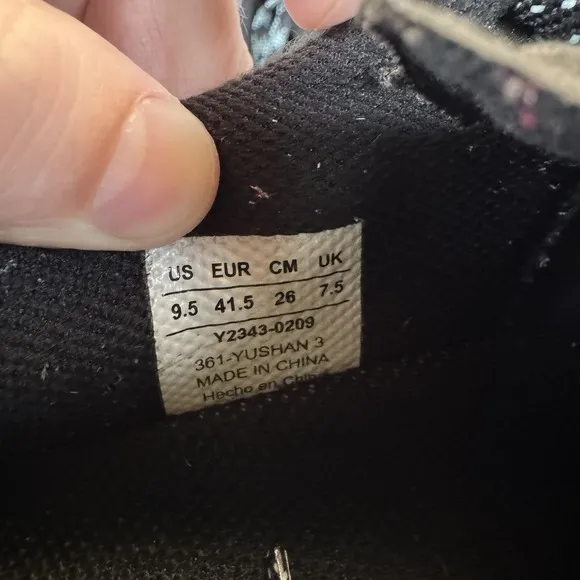 US EUR CM UK
9.5 41.5 26 7.5
Y2343-0209
361-YUSHAN 3
MADE IN CHINA
Hecho en China